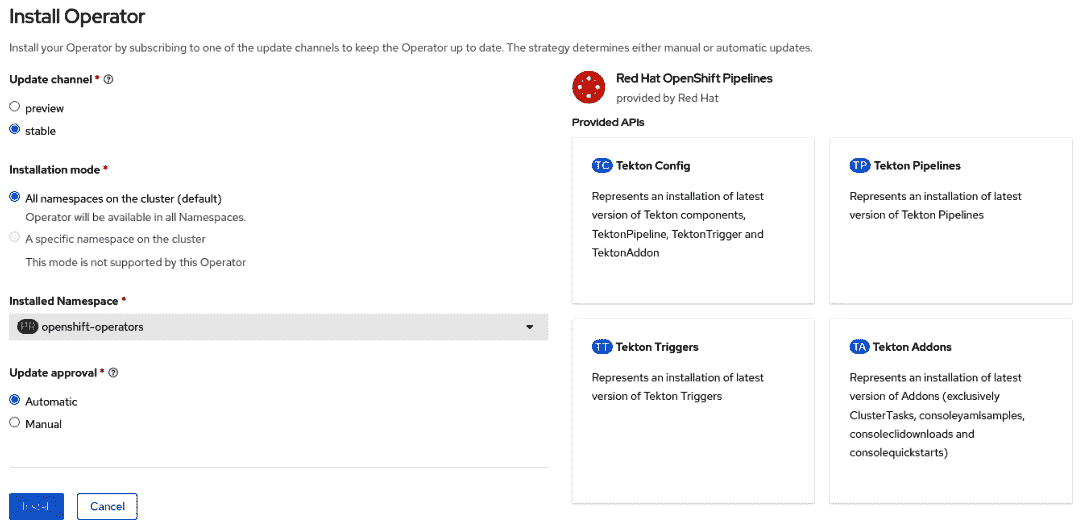 Install Operator
Install your Operator by subscribing to one of the update channels to keep the Operator up to date. The strategy determines either manual or automatic updates.
Update channel *
preview
stable
Installation mode *
All namespaces on the cluster (default)
Operator will be available in all Namespaces.
A specific namespace on the cluster
This mode is not supported by this Operator
Installed Namespace *
PR openshift-operators
Update approval *
Automatic
Manual
Install Cancel
Red Hat OpenShift Pipelines
provided by Red Hat
Provided APIs
TC Tekton Config
Represents an installation of latest
version of Tekton components,
TektonPipeline, TektonTrigger and
TektonAddon
TP Tekton Pipelines
Represents an installation of latest
version of Tekton Pipelines
TT Tekton Triggers
Represents an installation of latest
version of Tekton Triggers
TA Tekton Addons
Represents an installation of latest
version of Addons (exclusively
ClusterTasks, consoleyamlsamples,
consoleclidownloads and
consolequickstarts)